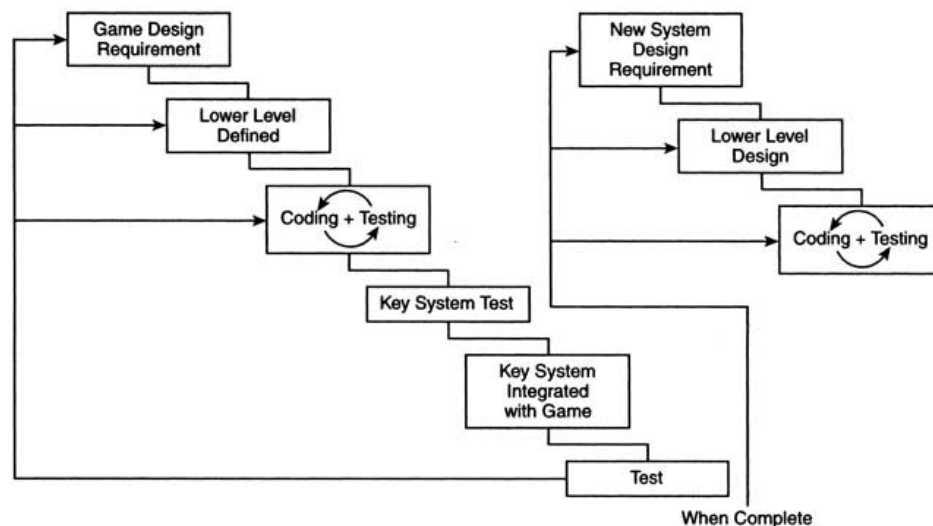 Game Design
Requirement
Lower Level
Defined
Coding + Testing
Key System Test
Key System
Integrated
with Game
Test
New System
Design
Requirement
Lower Level
Design
Coding + Testing
When Complete